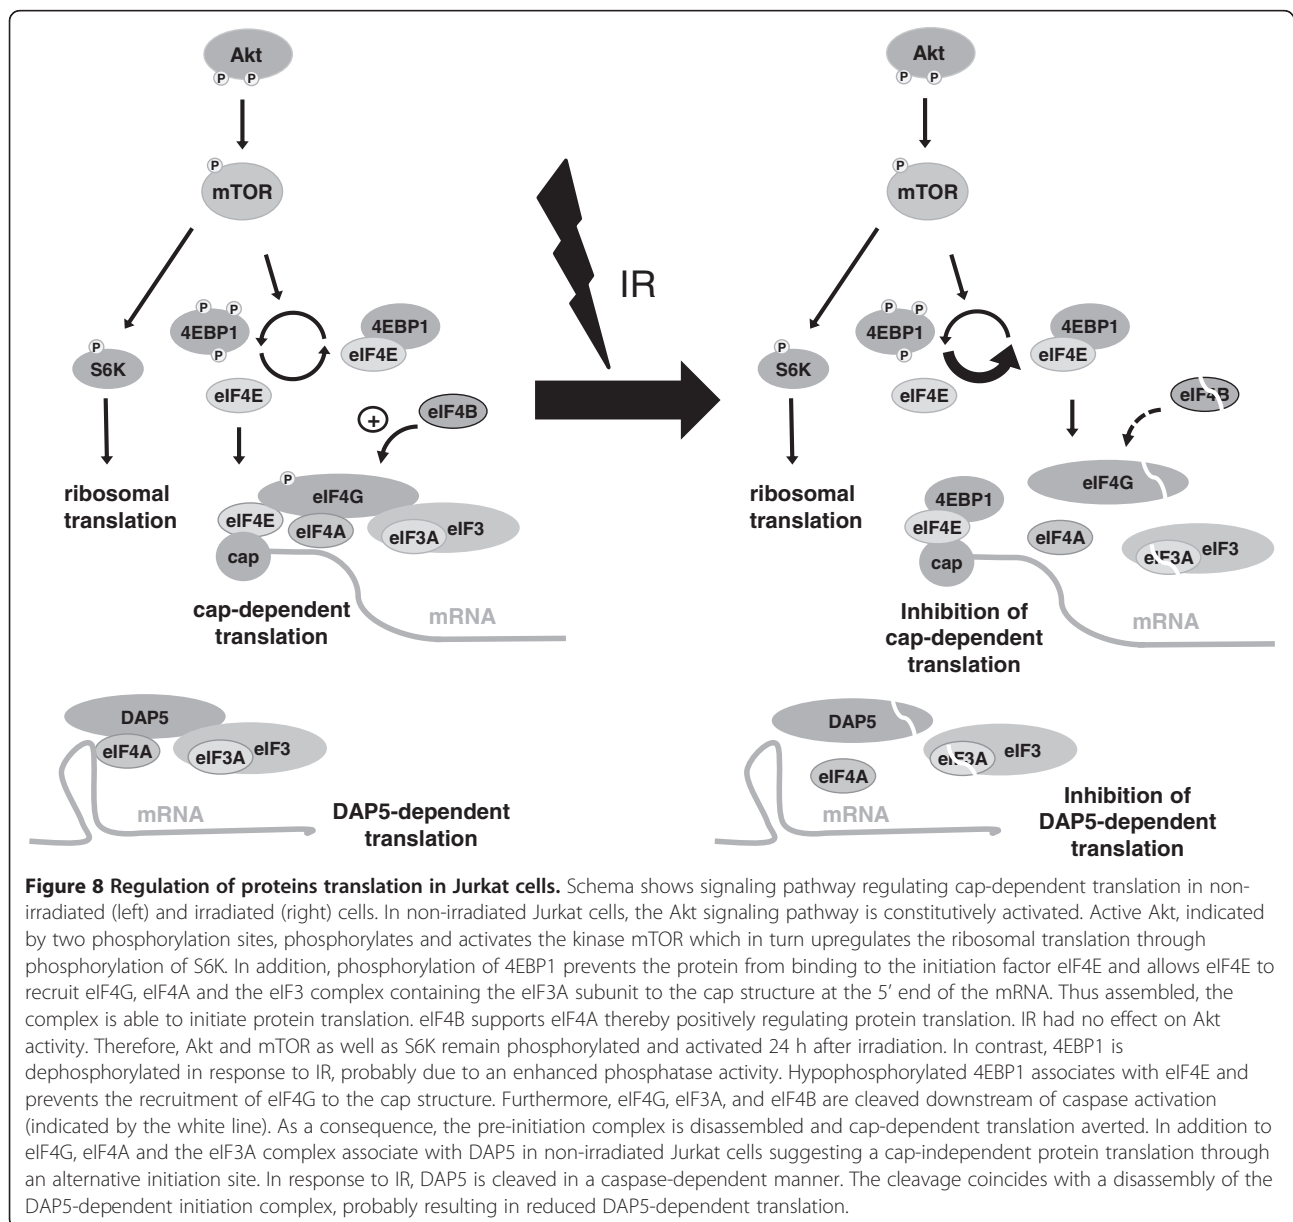 Akt
P P
P
mTOR
P P
4EBP1
P
4EBP1
eIF4E
P
S6K
eIF4E
+
eIF4B
ribosomal
translation
P
eIF4G
eIF4E
eIF4A
eIF3A
eIF3
cap
cap-dependent
translation
mRNA
DAP5
eIF4A
eIF3A
eIF3
mRNA
DAP5-dependent
translation
IR
Akt
P P
P
mTOR
P P
4EBP1
P
4EBP1
eIF4E
P
S6K
eIF4E
eIF4B
ribosomal
translation
4EBP1
eIF4G
eIF4E
eIF4A
eIF3A
eIF3
cap
Inhibition of
cap-dependent
translation
mRNA
DAP5
eIF4A
eIF3A
eIF3
mRNA
Inhibition of
DAP5-dependent
translation
Figure 8 Regulation of proteins translation in Jurkat cells. Schema shows signaling pathway regulating cap-dependent translation in non-
irradiated (left) and irradiated (right) cells. In non-irradiated Jurkat cells, the Akt signaling pathway is constitutively activated. Active Akt, indicated
by two phosphorylation sites, phosphorylates and activates the kinase mTOR which in turn upregulates the ribosomal translation through
phosphorylation of S6K. In addition, phosphorylation of 4EBP1 prevents the protein from binding to the initiation factor eIF4E and allows eIF4E to
recruit eIF4G, eIF4A and the eIF3 complex containing the eIF3A subunit to the cap structure at the 5′ end of the mRNA. Thus assembled, the
complex is able to initiate protein translation. eIF4B supports eIF4A thereby positively regulating protein translation. IR had no effect on Akt
activity. Therefore, Akt and mTOR as well as S6K remain phosphorylated and activated 24 h after irradiation. In contrast, 4EBP1 is
dephosphorylated in response to IR, probably due to an enhanced phosphatase activity. Hypophosphorylated 4EBP1 associates with eIF4E and
prevents the recruitment of eIF4G to the cap structure. Furthermore, eIF4G, eIF3A, and eIF4B are cleaved downstream of caspase activation
(indicated by the white line). As a consequence, the pre-initiation complex is disassembled and cap-dependent translation averted. In addition to
eIF4G, eIF4A and the eIF3A complex associate with DAP5 in non-irradiated Jurkat cells suggesting a cap-independent protein translation through
an alternative initiation site. In response to IR, DAP5 is cleaved in a caspase-dependent manner. The cleavage coincides with a disassembly of the
DAP5-dependent initiation complex, probably resulting in reduced DAP5-dependent translation.